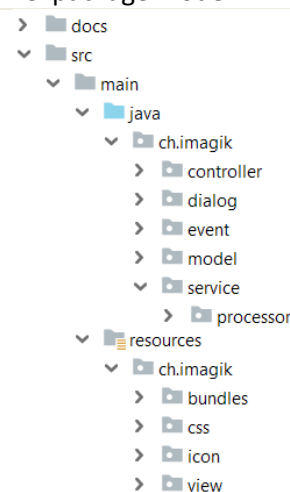 docs
src
main
java
ch.imagik
controller
dialog
event
model
service
processor
resources
ch.imagik
bundles
css
icon
view